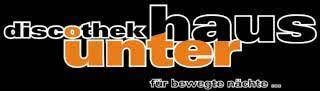 discothek haus
unter
für bewegte nächte ...